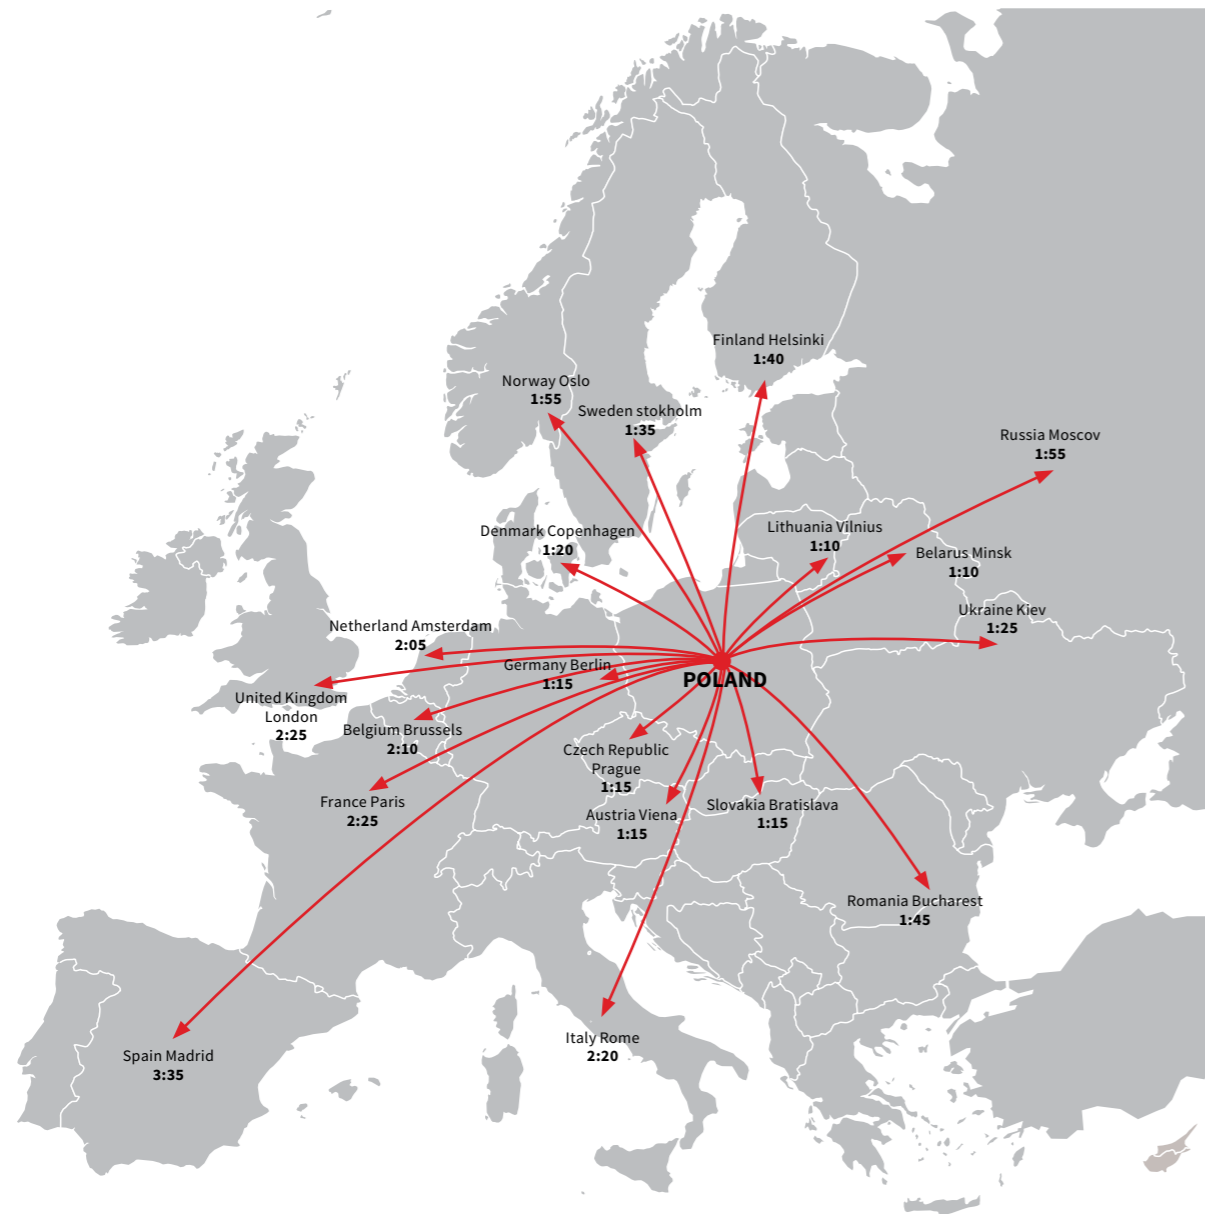 Finland Helsinki
1:40
Norway Oslo
1:55
Sweden stokholm
1:35
Russia Moscov
1:55
Denmark Copenhagen
1:20
Lithuania Vilnius
1:10
Belarus Minsk
1:10
Ukraine Kiev
1:25
Netherland Amsterdam
2:05
Germany Berlin
1:15
POLAND
United Kingdom
London
2:25
Belgium Brussels
2:10
Czech Republic
Prague
1:15
France Paris
2:25
Austria Viena
1:15
Slovakia Bratislava
1:15
Romania Bucharest
1:45
Italy Rome
2:20
Spain Madrid
3:35